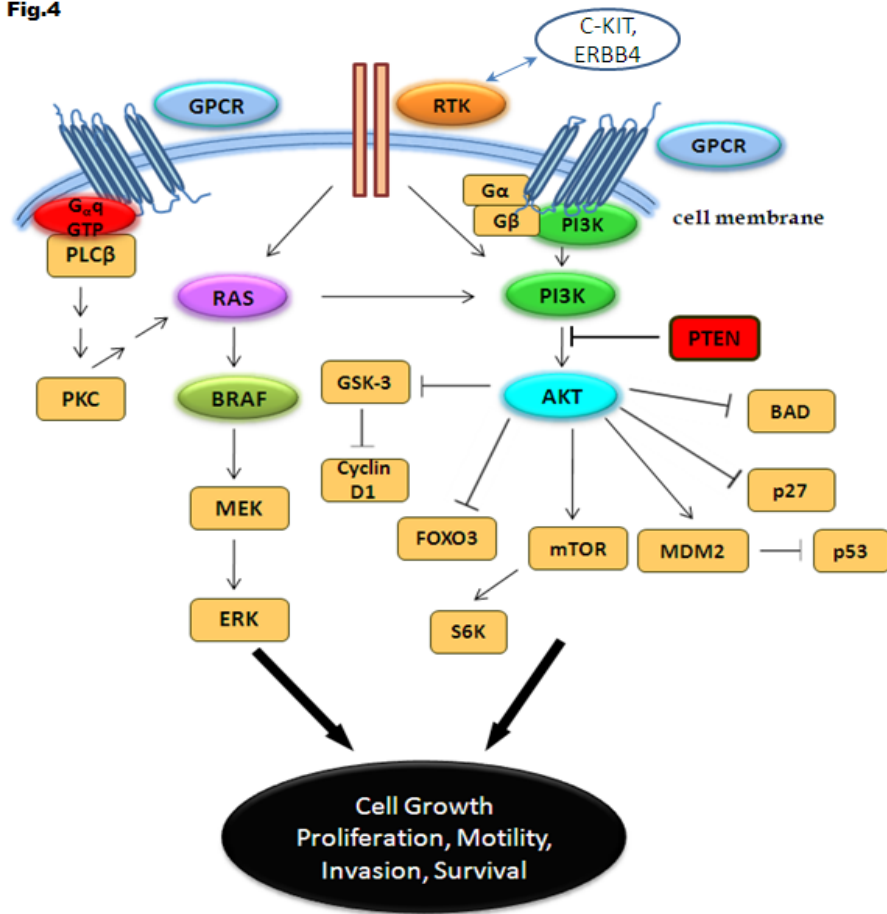 Fig.4
C-KIT,
ERBB4
GPCR
RTK
GPCR
Gα
Gβ
PI3K
cell membrane
Gαq
GTP
PLCβ
RAS
PI3K
PTEN
PKC
BRAF
GSK-3
AKT
BAD
Cyclin
D1
p27
MEK
FOXO3
mTOR
MDM2
p53
ERK
S6K
Cell Growth
Proliferation, Motility,
Invasion, Survival